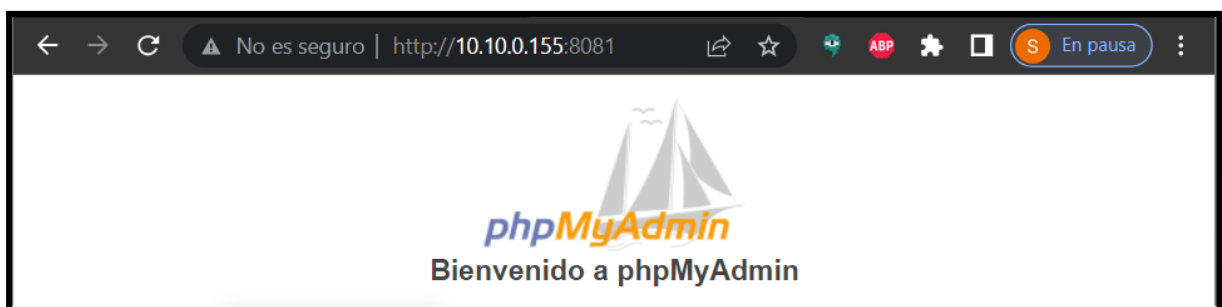 No es seguro | http://10.10.0.155:8081 ABP S En pausa
phpMyAdmin
Bienvenido a phpMyAdmin